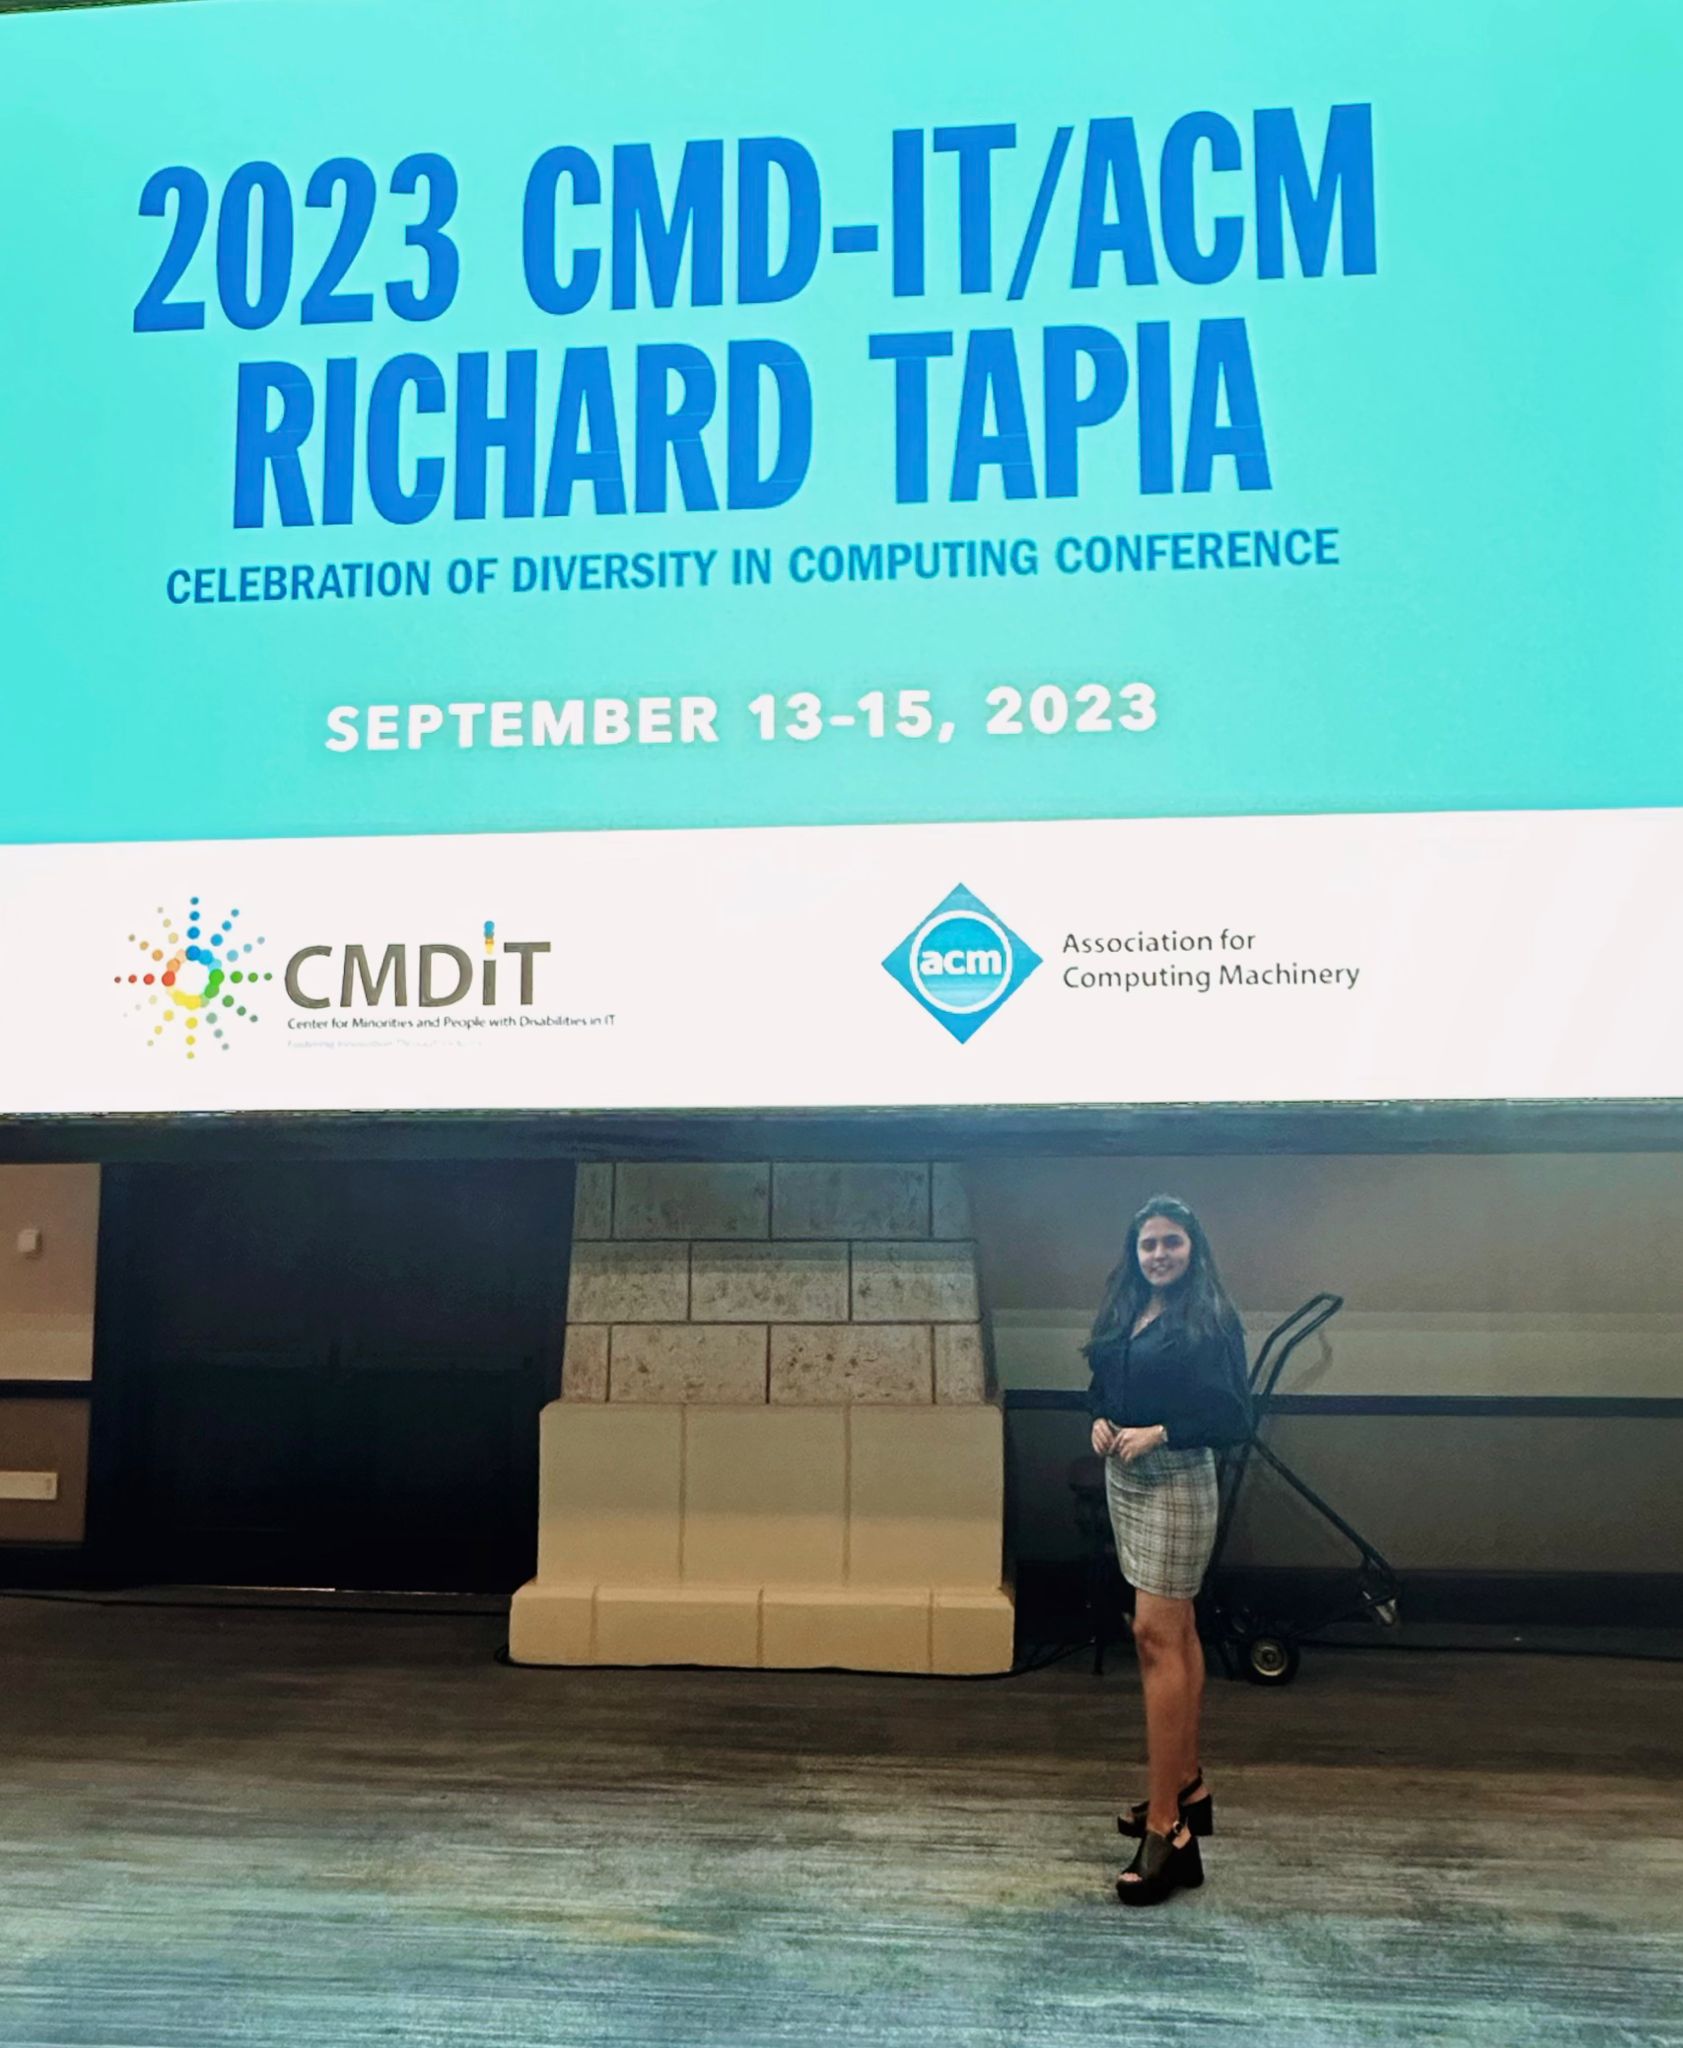 2023 CMD-IT/ACM
RICHARD TAPIA
CELEBRATION OF DIVERSITY IN COMPUTING CONFERENCE
SEPTEMBER 13-15, 2023
CMDiT
Center for Minorities and People with Disabilities in IT
acm
Association for
Computing Machinery